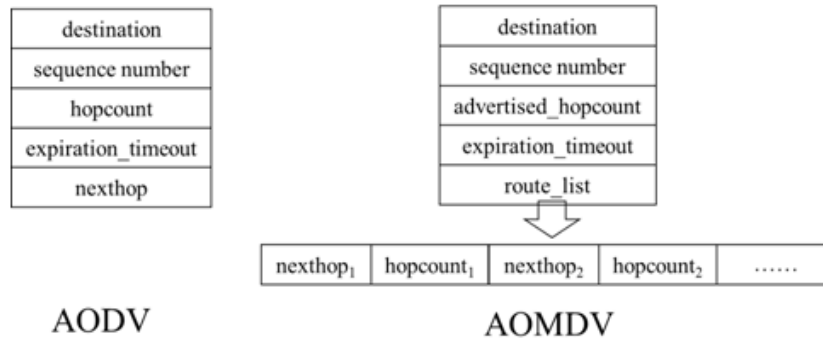 destination
sequence number
hopcount
expiration_timeout
nexthop
AODV
destination
sequence number
advertised_hopcount
expiration_timeout
route_list
nexthop₁ hopcount₁ nexthop₂ hopcount₂ ……
AOMDV